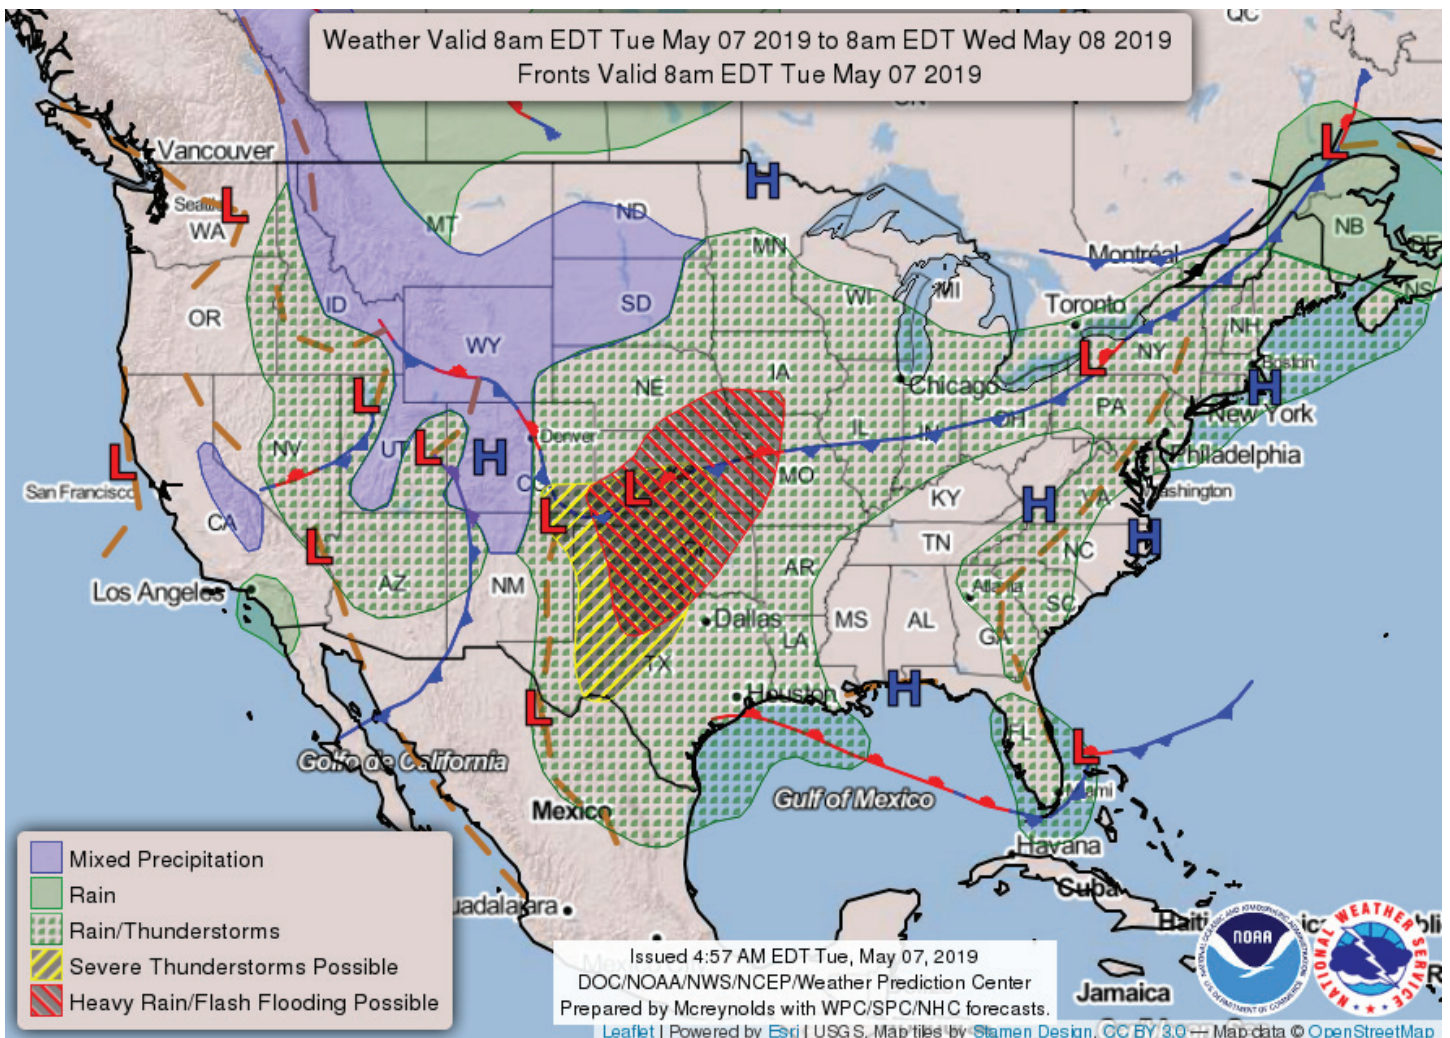 Weather Valid 8am EDT Tue May 07 2019 to 8am EDT Wed May 08 2019
Fronts Valid 8am EDT Tue May 07 2019
QC
Vancouver
WA
MT
ND
MN
H
L
L
NB
Montréal
NS
OR
ID
SD
WI
MI
Toronto
NH
WY
NE
IA
Chicago
L
NY
Boston
H
New York
L
PA
NV
UT
L
H
Denver
IL
IN
OH
Philadelphia
L
San Francisco
CA
L
L
MO
KY
H
VA
Washington
L
TN
NC
H
Los Angeles
AZ
NM
AR
Atlanta
SC
Dallas
MS
AL
GA
LA
TX
L
Houston
H
FL
L
Golfo de California
Mexico
Gulf of Mexico
Miami
Havana
Cuba
Mixed Precipitation
Rain
Rain/Thunderstorms
Severe Thunderstorms Possible
Heavy Rain/Flash Flooding Possible
Issued 4:57 AM EDT Tue, May 07, 2019
DOC/NOAA/NWS/NCEP/Weather Prediction Center
Prepared by Mcreynolds with WPC/SPC/NHC forecasts.
Jamaica
NOAA
NATIONAL WEATHER SERVICE
Leaflet | Powered by Esri | USGS, Map tiles by Stamen Design, CC BY 3.0 — Map data © OpenStreetMap